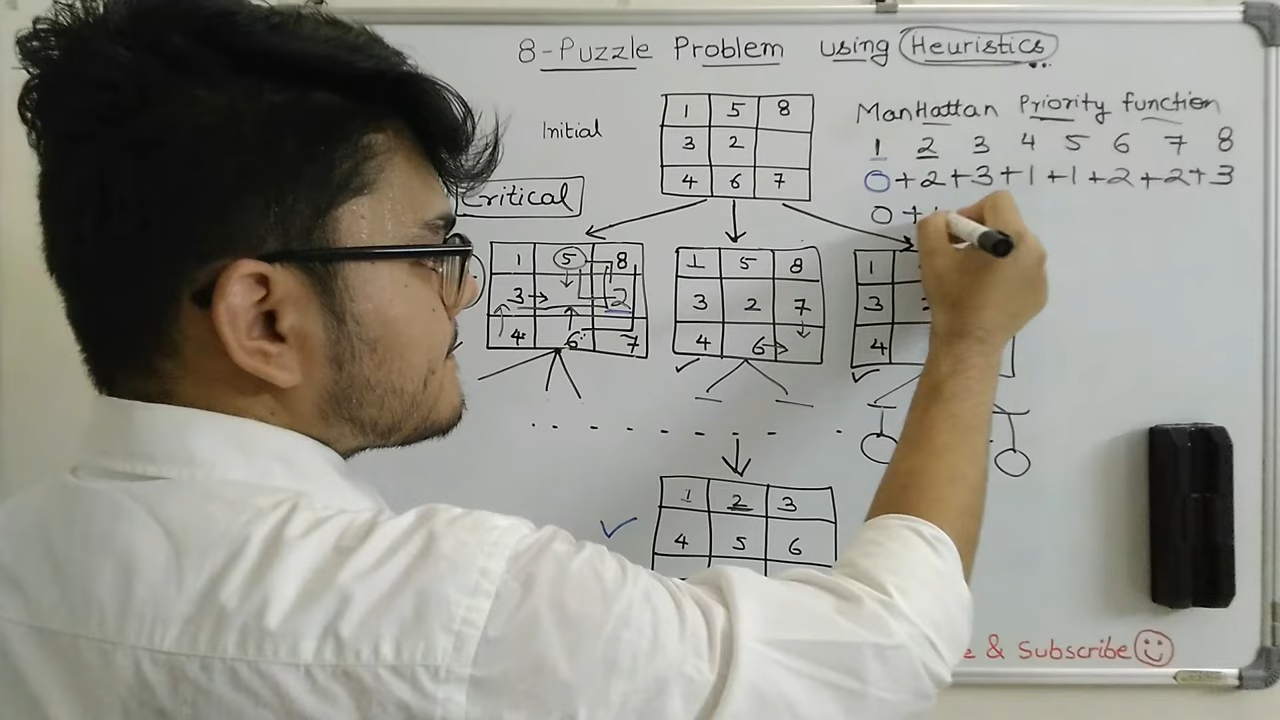 8-Puzzle Problem using Heuristics
Initial
1 5 8
3 2
4 6 7
Manhattan Priority function
1 2 3 4 5 6 7 8
0+2+3+1+1+2+2+3
0+
Critical
1 5 8
3 2
4 6 7
1 5 8
3 2 7
4 6
1
3
4
1 2 3
4 5 6
& Subscribe